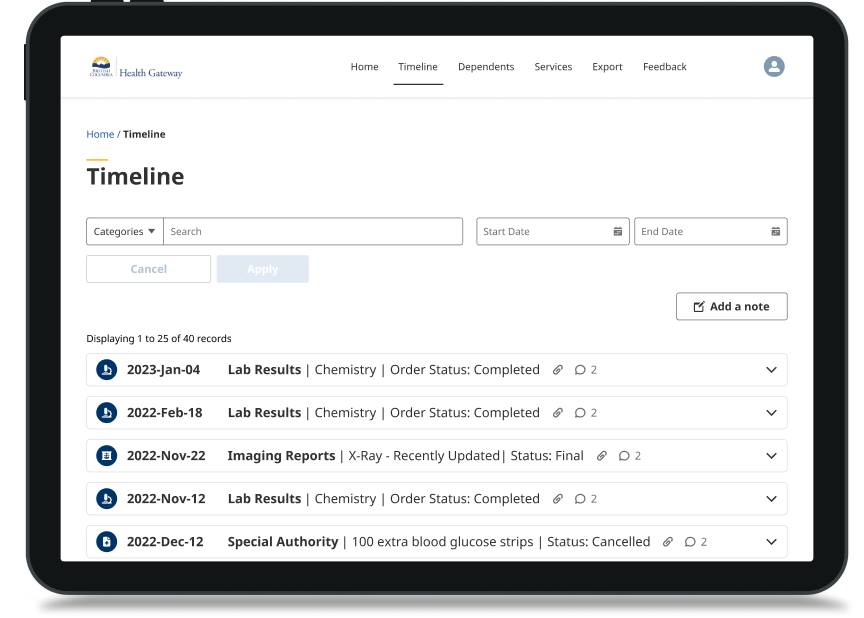 BRITISH
COLUMBIA
Health Gateway
Home
Timeline
Dependents
Services
Export
Feedback
Home / Timeline
Timeline
Categories
Search
Start Date
End Date
Cancel
Apply
Add a note
Displaying 1 to 25 of 40 records
2023-Jan-04 Lab Results | Chemistry | Order Status: Completed 2
2022-Feb-18 Lab Results | Chemistry | Order Status: Completed 2
2022-Nov-22 Imaging Reports | X-Ray - Recently Updated| Status: Final 2
2022-Nov-12 Lab Results | Chemistry | Order Status: Completed 2
2022-Dec-12 Special Authority | 100 extra blood glucose strips | Status: Cancelled 2